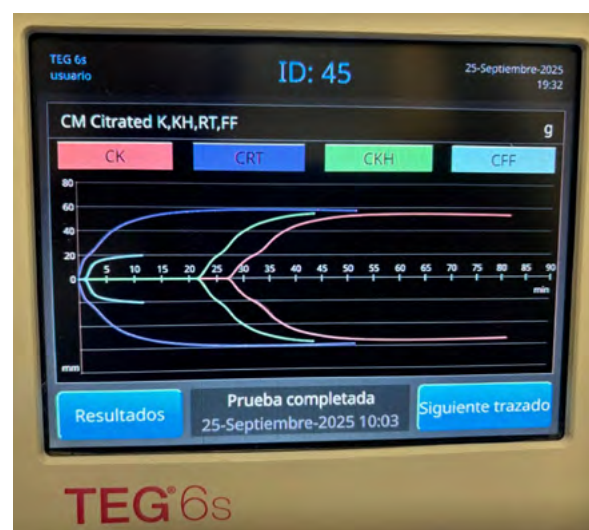 TEG 6s
usuario
ID: 45
25-Septiembre-2025
19:32
CM Citrated K,KH,RT,FF
g
CK
CRT
CKH
CFF
80
60
40
20
0
5 10 15 20 25 30 35 40 45 50 55 60 65 70 75 80 85 90
min
mm
Resultados
Prueba completada
25-Septiembre-2025 10:03
Siguiente trazado
TEG® 6s